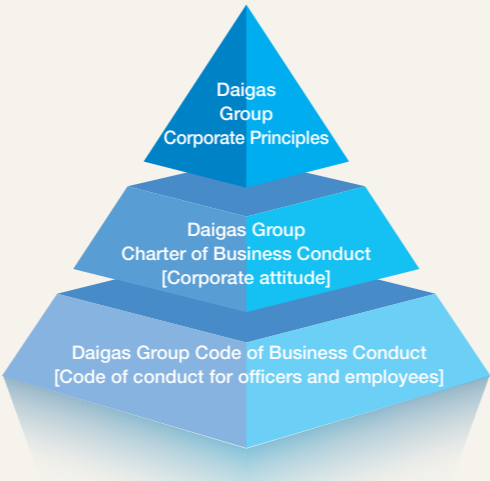 Daigas
Group
Corporate Principles
Daigas Group
Charter of Business Conduct
[Corporate attitude]
Daigas Group Code of Business Conduct
[Code of conduct for officers and employees]